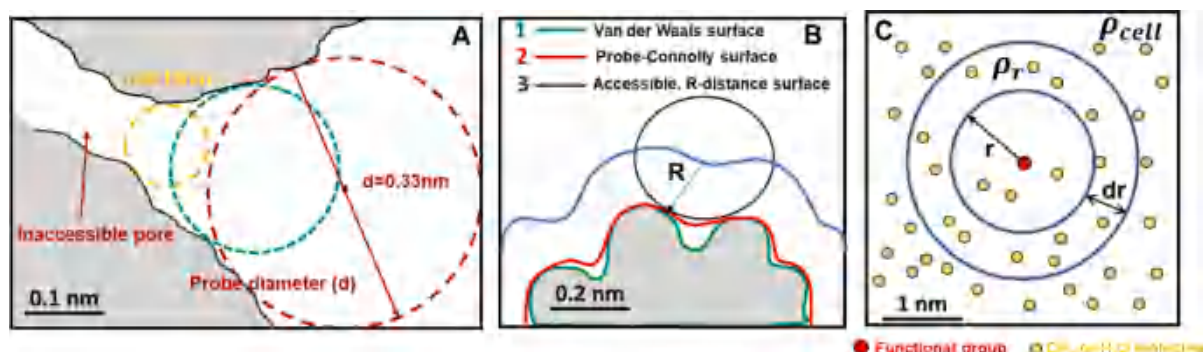 A
d=0.33nm
Inaccessible pore
Probe diameter (d)
0.1 nm
B
1 Van der Waals surface
2 Probe-Connolly surface
3 Accessible, R-distance surface
R
0.2 nm
C
ρcell
ρr
r
dr
1 nm
Functional group